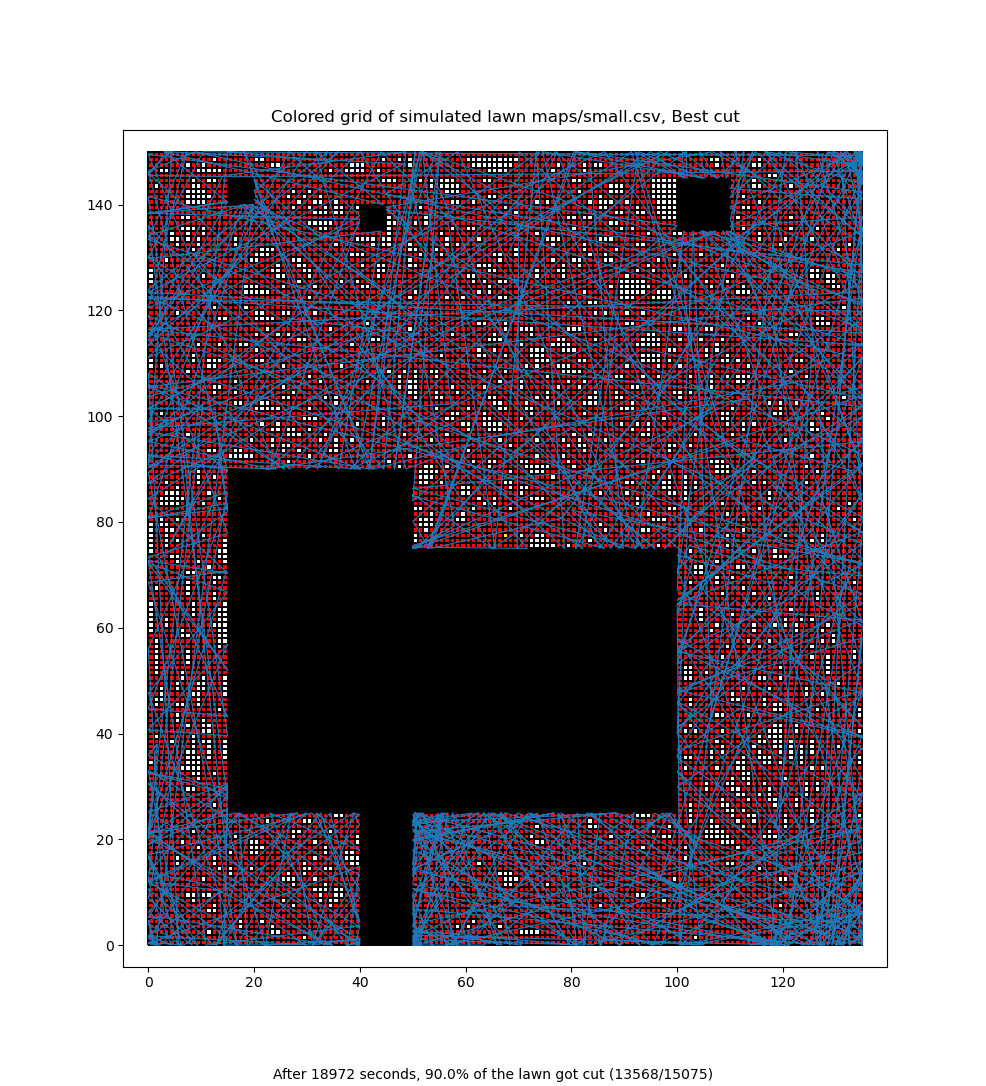 Colored grid of simulated lawn maps/small.csv, Best cut
140
120
100
80
60
40
20
0
0 20 40 60 80 100 120
After 18972 seconds, 90.0% of the lawn got cut (13568/15075)